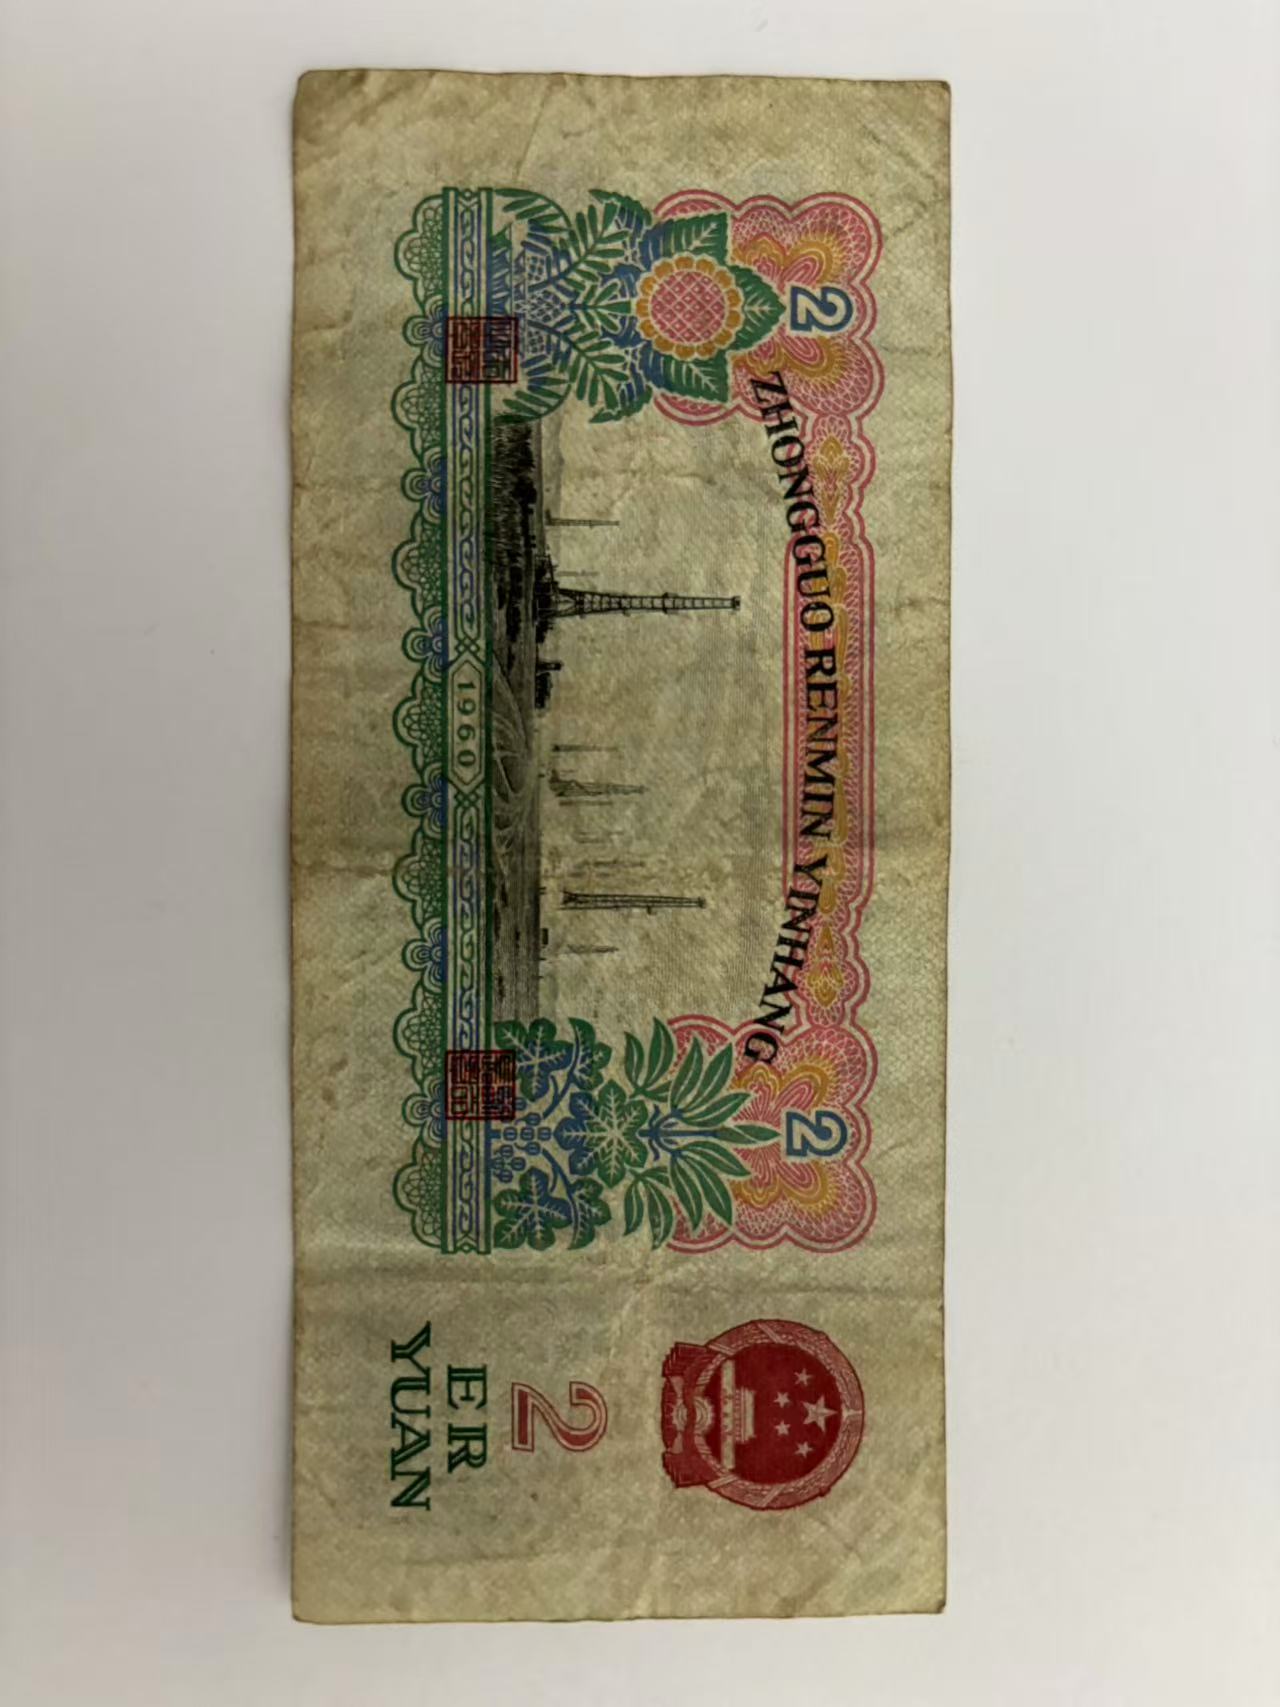 ZHONGGUO RENMIN YINHANG
2
2
1960
2
ER
YUAN